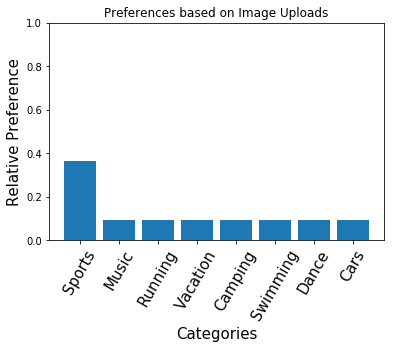 Preferences based on Image Uploads
Relative Preference
1.0
0.8
0.6
0.4
0.2
0.0
Sports
Music
Running
Vacation
Camping
Swimming
Dance
Cars
Categories